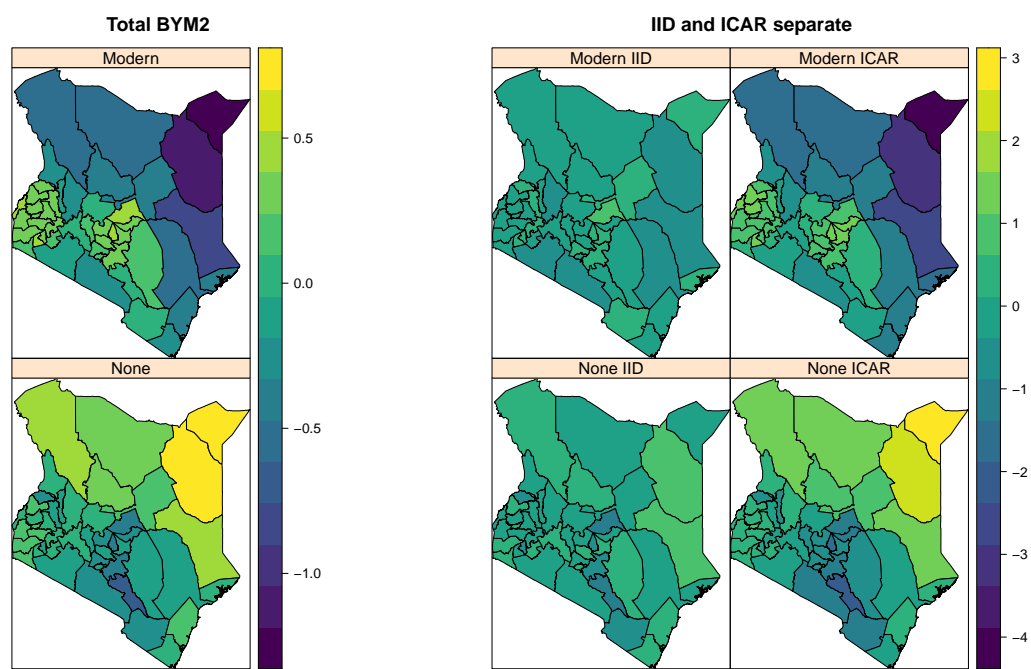 Total BYM2
Modern
0.5
0.0
−0.5
−1.0
None
IID and ICAR separate
Modern IID
Modern ICAR
None IID
None ICAR
3
2
1
0
−1
−2
−3
−4